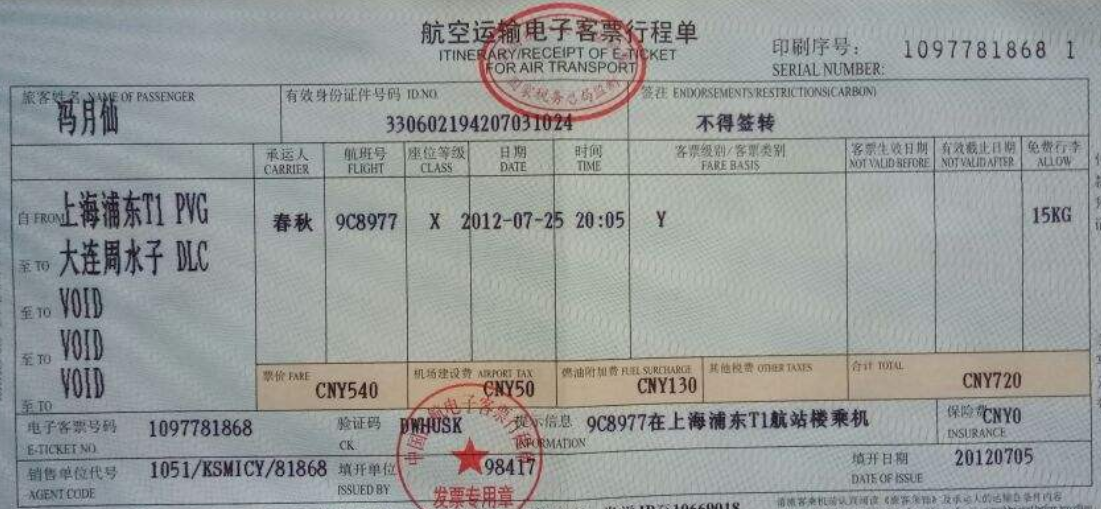 航空运输电子客票行程单
ITINERARY/RECEIPT OF E-TICKET
FOR AIR TRANSPORT
印刷序号: 1097781868 1
SERIAL NUMBER:
旅客姓名 NAME OF PASSENGER
冯月仙
有效身份证件号码 ID.NO.
330602194207031024
签注 ENDORSEMENTS/RESTRICTIONS(CARBON)
不得签转
承运人 航班号 座位等级 日期 时间 客票级别/客票类别 客票生效日期 有效截止日期 免费行李
CARRIER FLIGHT CLASS DATE TIME FARE BASIS NOT VALID BEFORE NOT VALID AFTER ALLOW
自 FROM 上海浦东T1 PVG 春秋 9C8977 X 2012-07-25 20:05 Y 15KG
至 TO 大连周水子 DLC
至 TO VOID
至 TO VOID
至 TO VOID
票价 FARE 机场建设费 AIRPORT TAX 燃油附加费 FUEL SURCHARGE 其他税费 OTHER TAXES 合计 TOTAL
CNY540 CNY50 CNY130 CNY720
电子客票号码 1097781868 验证码 DWHUSK 提示信息 9C8977在上海浦东T1航站楼乘机 保险费 CNY0
E-TICKET NO. CK INFORMATION INSURANCE
销售单位代号 1051/KSMICY/81868 填开单位 98417 填开日期 20120705
AGENT CODE ISSUED BY DATE OF ISSUE
发票专用章